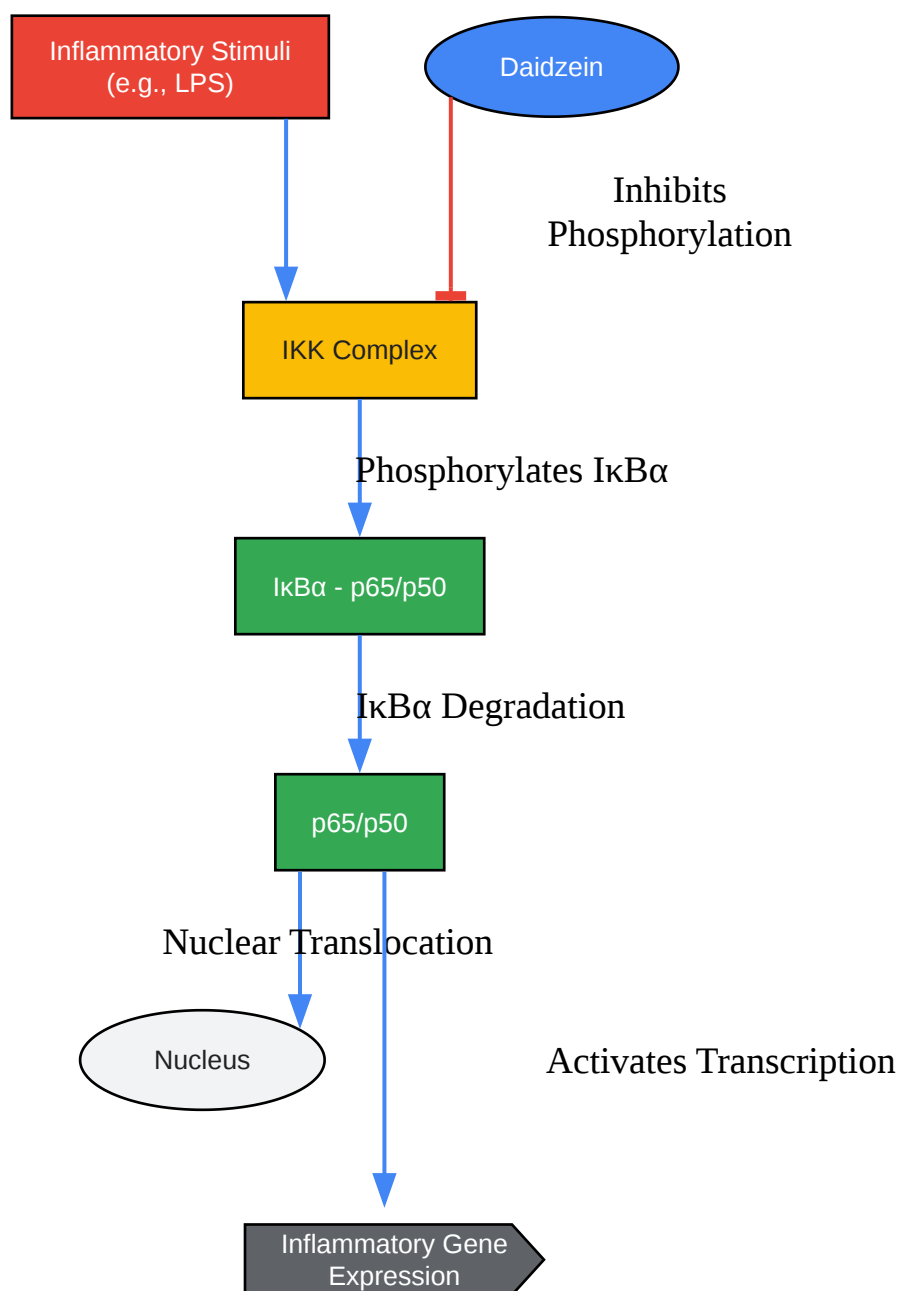 Inflammatory Stimuli
(e.g., LPS)
Daidzein
Inhibits
Phosphorylation
IKK Complex
Phosphorylates IκBα
IκBα - p65/p50
IκBα Degradation
p65/p50
Nuclear Translocation
Nucleus
Activates Transcription
Inflammatory Gene
Expression